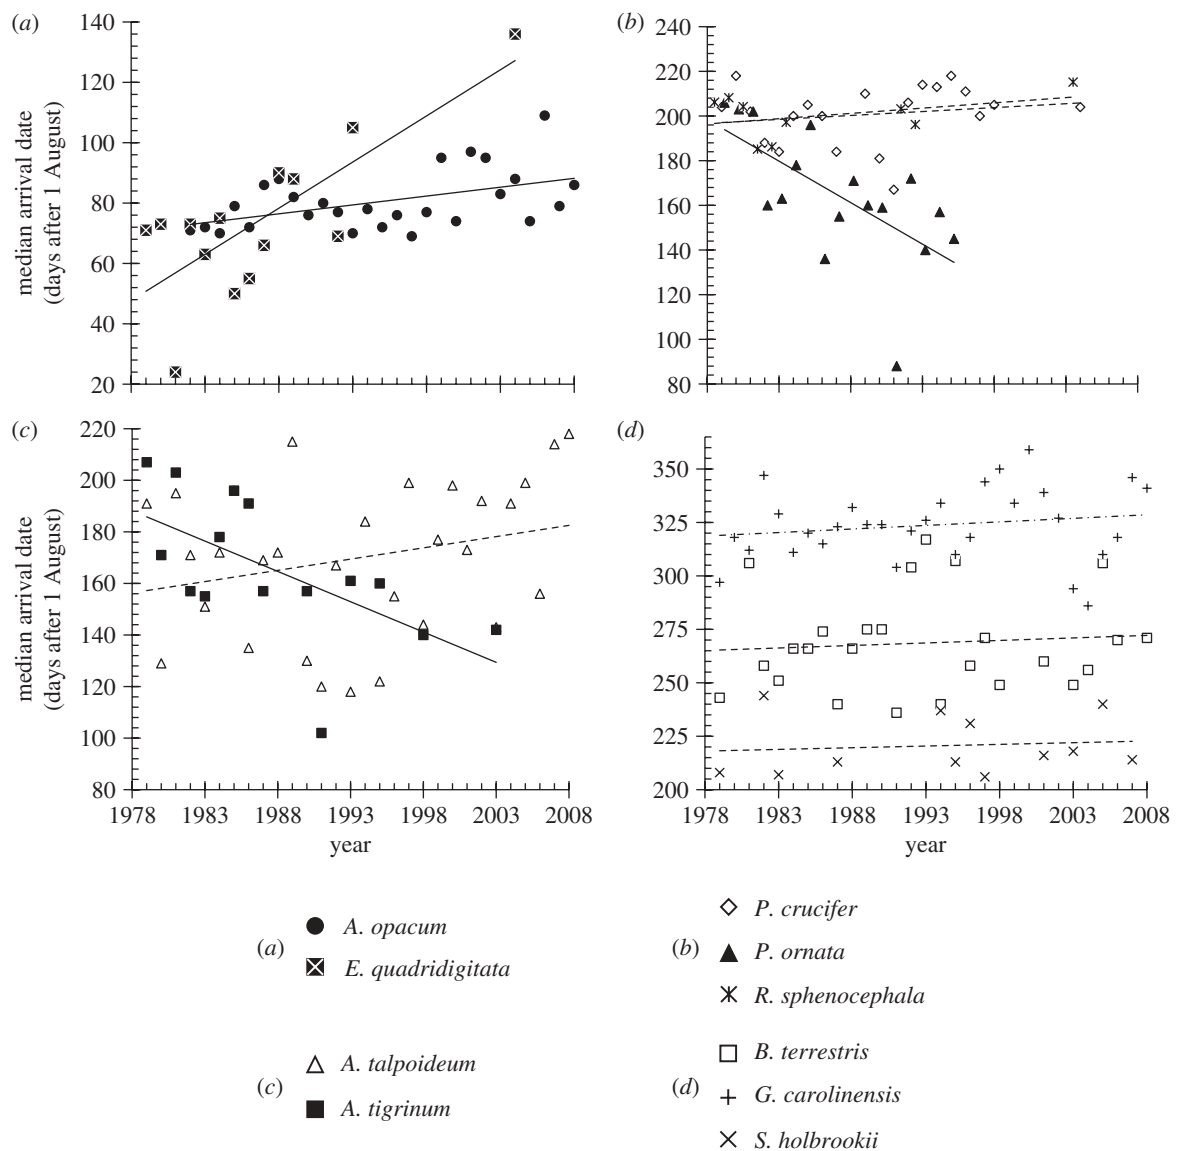 (a)
(b)
140
120
100
80
60
40
20
median arrival date
(days after 1 August)
240
220
200
180
160
140
120
100
80
(c)
(d)
220
200
180
160
140
120
100
80
median arrival date
(days after 1 August)
1978 1983 1988 1993 1998 2003 2008
year
350
325
300
275
250
225
200
1978 1983 1988 1993 1998 2003 2008
year
(a)
A. opacum
E. quadridigitata
(b)
P. crucifer
P. ornata
R. sphenocephala
(c)
A. talpoideum
A. tigrinum
(d)
B. terrestris
G. carolinensis
S. holbrookii